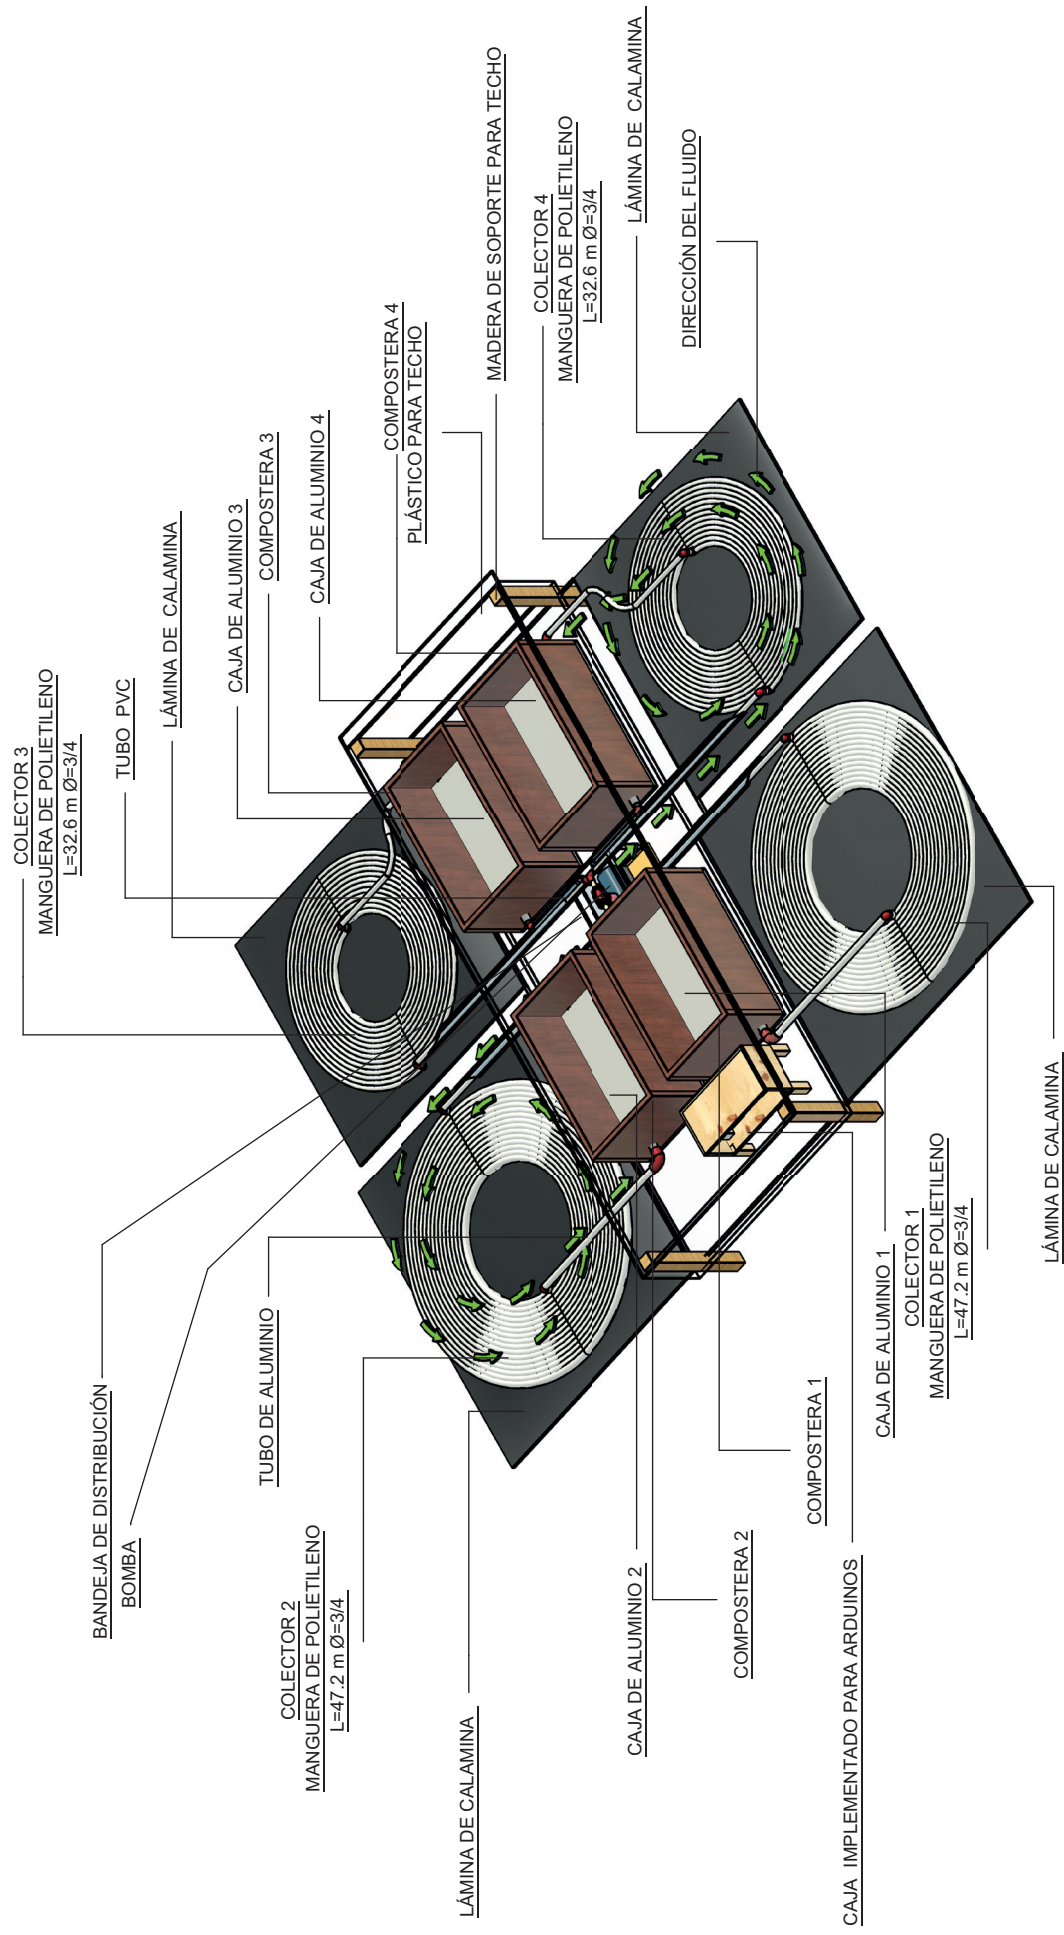 COLECTOR 3
MANGUERA DE POLIETILENO
L=32.6 m Ø=3/4
TUBO PVC
LÁMINA DE CALAMINA
CAJA DE ALUMINIO 3
COMPOSTERA 3
CAJA DE ALUMINIO 4
COMPOSTERA 4
PLÁSTICO PARA TECHO
MADERA DE SOPORTE PARA TECHO
COLECTOR 4
MANGUERA DE POLIETILENO
L=32.6 m Ø=3/4
LÁMINA DE CALAMINA
DIRECCIÓN DEL FLUIDO
BANDEJA DE DISTRIBUCIÓN
BOMBA
TUBO DE ALUMINIO
COLECTOR 2
MANGUERA DE POLIETILENO
L=47.2 m Ø=3/4
LÁMINA DE CALAMINA
CAJA DE ALUMINIO 2
COMPOSTERA 2
COMPOSTERA 1
CAJA IMPLEMENTADO PARA ARDUINOS
CAJA DE ALUMINIO 1
COLECTOR 1
MANGUERA DE POLIETILENO
L=47.2 m Ø=3/4
LÁMINA DE CALAMINA